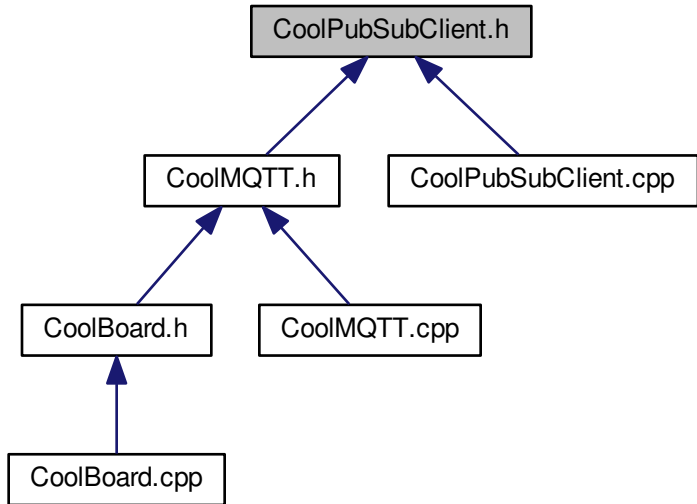 CoolPubSubClient.h
CoolMQTT.h
CoolPubSubClient.cpp
CoolBoard.h
CoolMQTT.cpp
CoolBoard.cpp